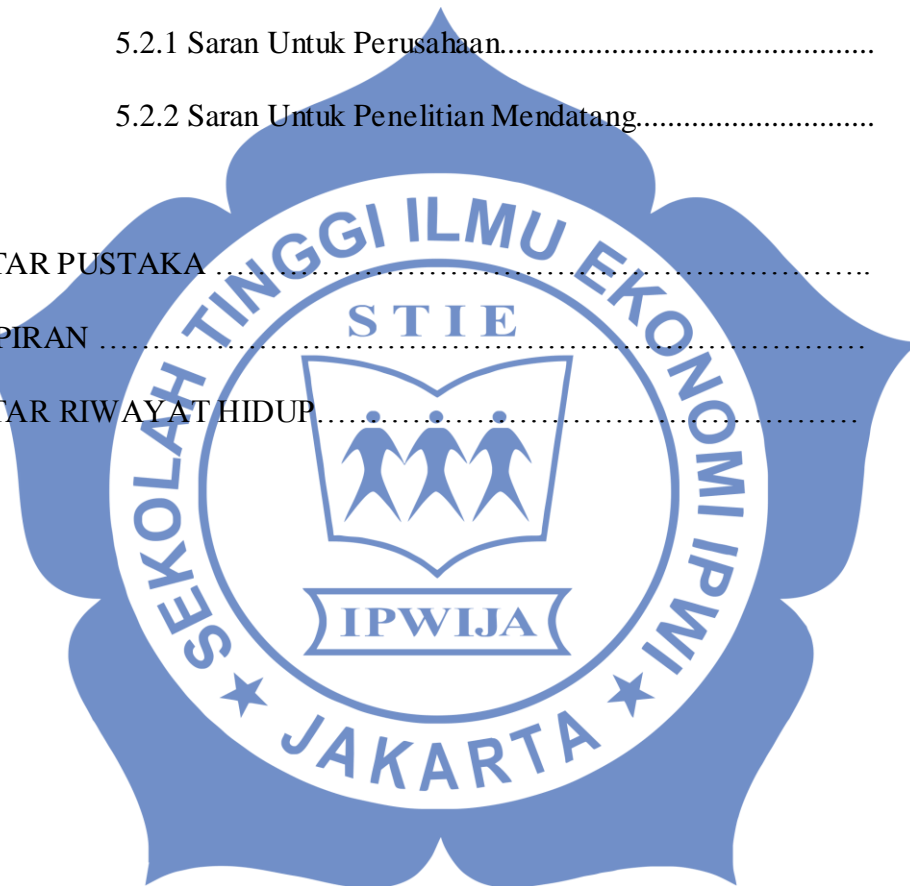 5.2.1 Saran Untuk Perusahaan................................................
5.2.2 Saran Untuk Penelitian Mendatang..............................
TAR PUSTAKA ……………………………………………………………..
PIRAN ………………………………………………………………
TAR RIWAYAT HIDUP……………………………………………………
SEKOLAH TINGGI ILMU EKONOMI IPWI
STIE
IPWIJA
★ JAKARTA ★